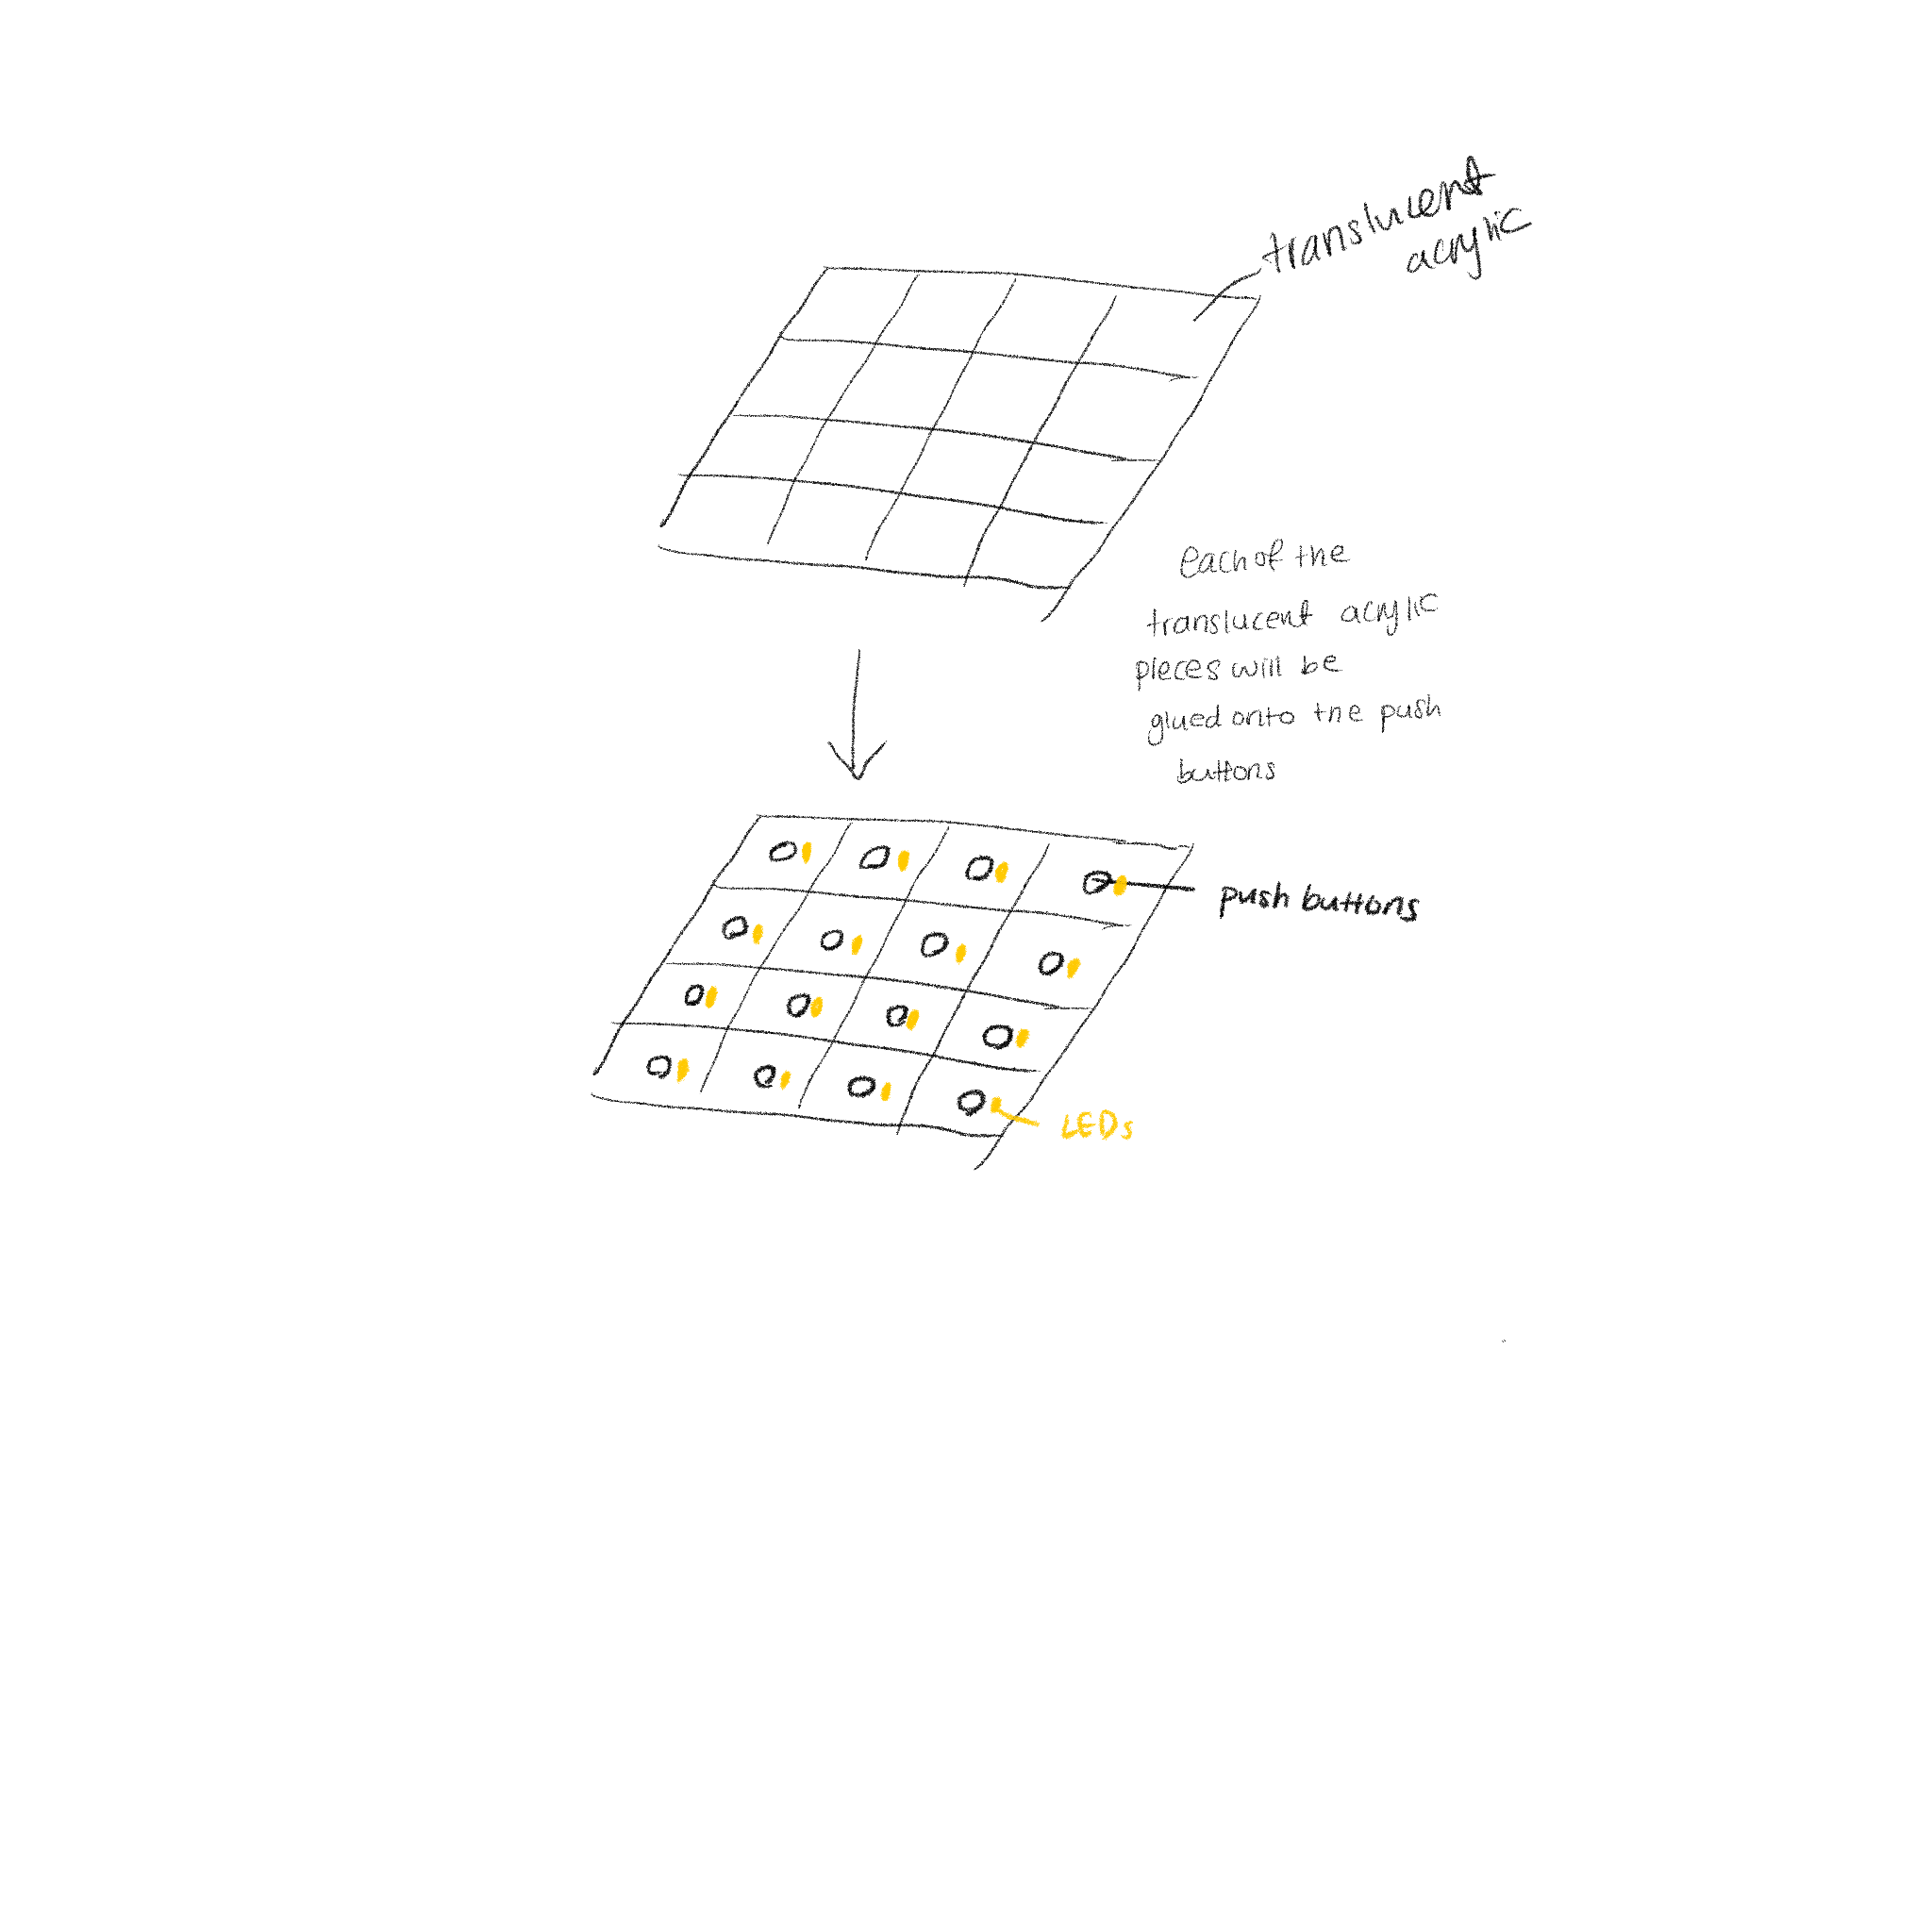 translucent
acrylic
each of the
translucent acrylic
pieces will be
glued onto the push
buttons
push buttons
LEDs